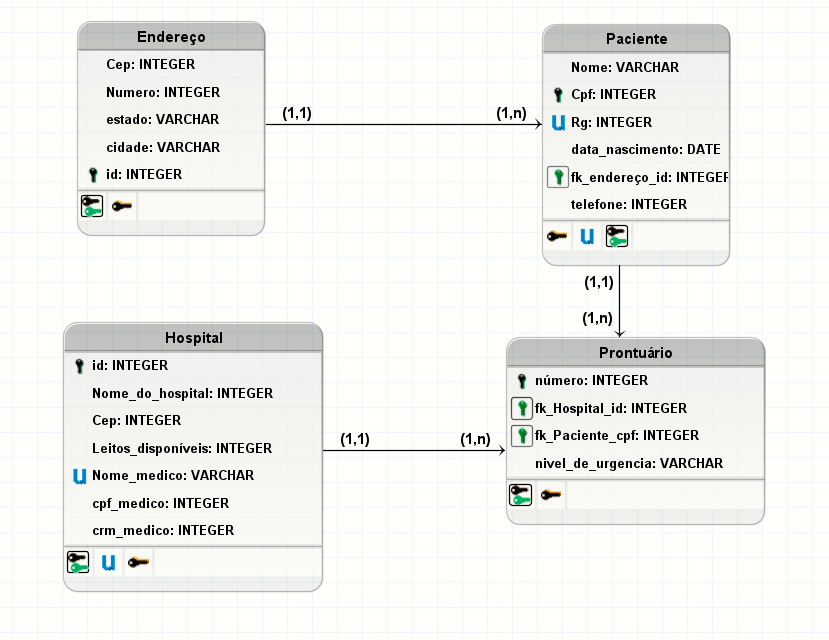 Endereço
Cep: INTEGER
Numero: INTEGER
estado: VARCHAR
cidade: VARCHAR
id: INTEGER
(1,1)
(1,n)
Paciente
Nome: VARCHAR
Cpf: INTEGER
U Rg: INTEGER
data_nascimento: DATE
fk_endereço_id: INTEGER
telefone: INTEGER
U
(1,1)
(1,n)
Hospital
id: INTEGER
Nome_do_hospital: INTEGER
Cep: INTEGER
Leitos_disponíveis: INTEGER
U Nome_medico: VARCHAR
cpf_medico: INTEGER
crm_medico: INTEGER
U
(1,1)
(1,n)
Prontuário
número: INTEGER
fk_Hospital_id: INTEGER
fk_Paciente_cpf: INTEGER
nivel_de_urgencia: VARCHAR